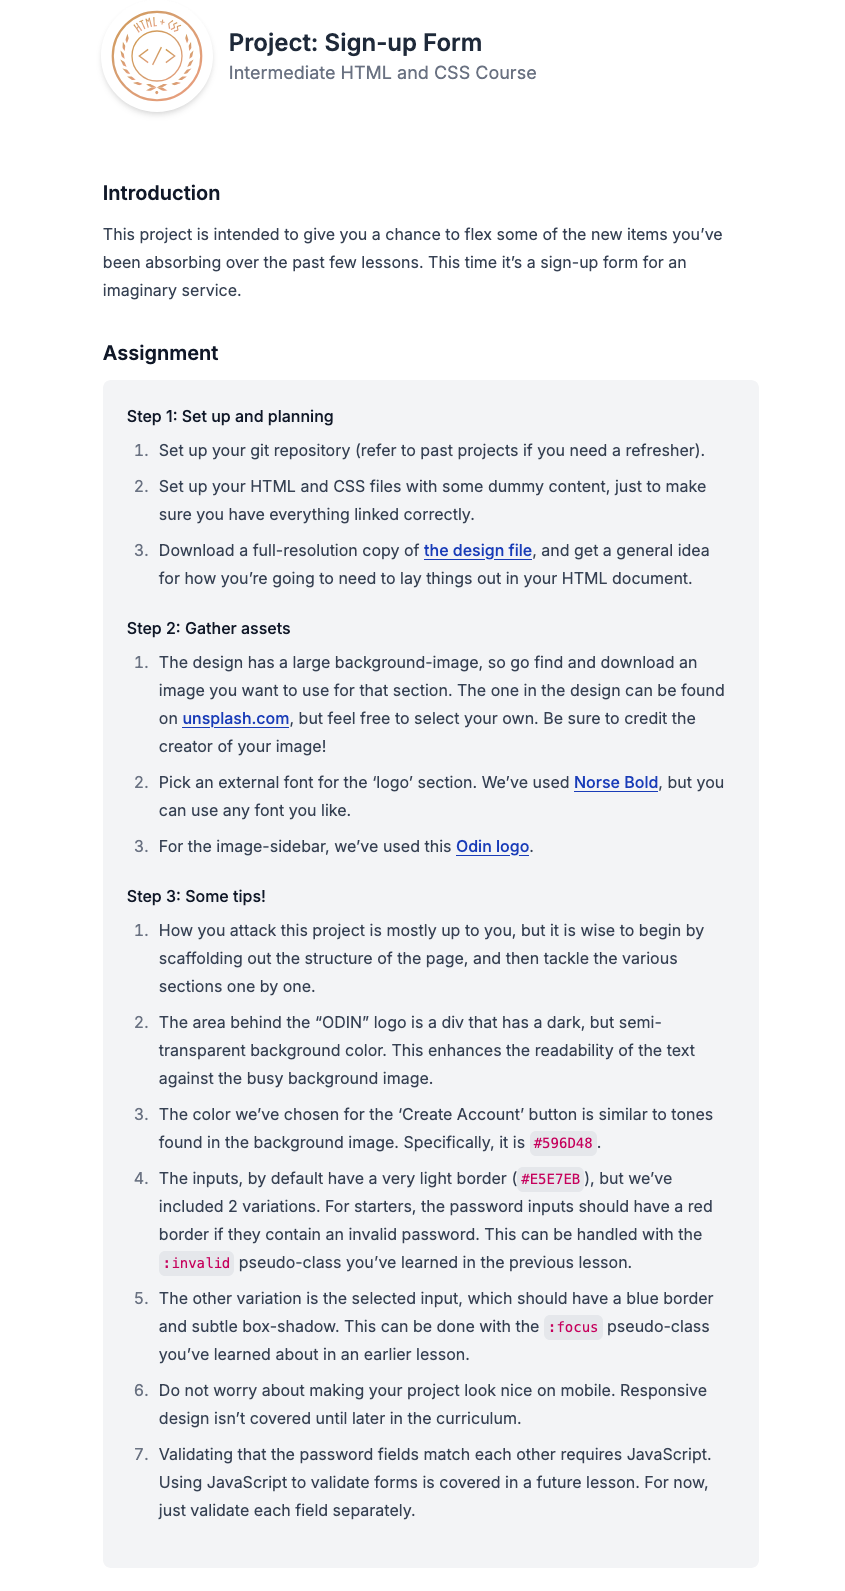 HTML + CSS
</>
Project: Sign-up Form
Intermediate HTML and CSS Course
Introduction
This project is intended to give you a chance to flex some of the new items you’ve
been absorbing over the past few lessons. This time it’s a sign-up form for an
imaginary service.
Assignment
Step 1: Set up and planning
1. Set up your git repository (refer to past projects if you need a refresher).
2. Set up your HTML and CSS files with some dummy content, just to make
sure you have everything linked correctly.
3. Download a full-resolution copy of the design file, and get a general idea
for how you’re going to need to lay things out in your HTML document.
Step 2: Gather assets
1. The design has a large background-image, so go find and download an
image you want to use for that section. The one in the design can be found
on unsplash.com, but feel free to select your own. Be sure to credit the
creator of your image!
2. Pick an external font for the ‘logo’ section. We’ve used Norse Bold, but you
can use any font you like.
3. For the image-sidebar, we’ve used this Odin logo.
Step 3: Some tips!
1. How you attack this project is mostly up to you, but it is wise to begin by
scaffolding out the structure of the page, and then tackle the various
sections one by one.
2. The area behind the “ODIN” logo is a div that has a dark, but semi-
transparent background color. This enhances the readability of the text
against the busy background image.
3. The color we’ve chosen for the ‘Create Account’ button is similar to tones
found in the background image. Specifically, it is #596D48.
4. The inputs, by default have a very light border (#E5E7EB), but we’ve
included 2 variations. For starters, the password inputs should have a red
border if they contain an invalid password. This can be handled with the
:invalid pseudo-class you’ve learned in the previous lesson.
5. The other variation is the selected input, which should have a blue border
and subtle box-shadow. This can be done with the :focus pseudo-class
you’ve learned about in an earlier lesson.
6. Do not worry about making your project look nice on mobile. Responsive
design isn’t covered until later in the curriculum.
7. Validating that the password fields match each other requires JavaScript.
Using JavaScript to validate forms is covered in a future lesson. For now,
just validate each field separately.